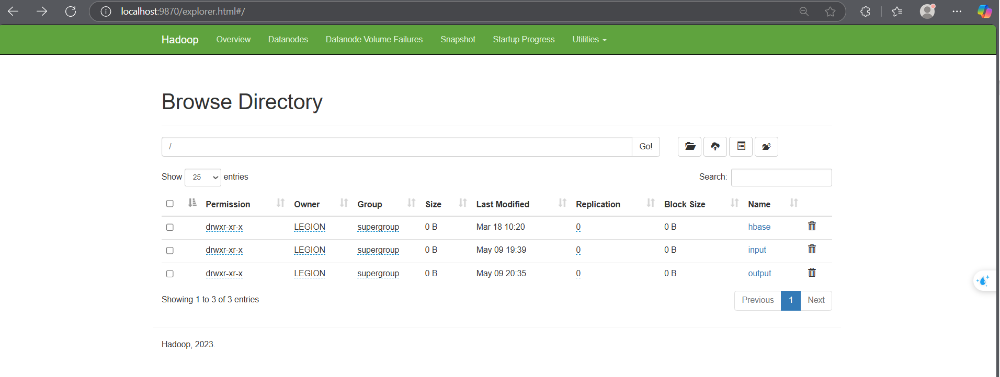 localhost:9870/explorer.html#/
Hadoop Overview Datanodes Datanode Volume Failures Snapshot Startup Progress Utilities
Browse Directory
/ Go!
Show 25 entries Search:
Permission Owner Group Size Last Modified Replication Block Size Name
drwxr-xr-x LEGION supergroup 0 B Mar 18 10:20 0 0 B hbase
drwxr-xr-x LEGION supergroup 0 B May 09 19:39 0 0 B input
drwxr-xr-x LEGION supergroup 0 B May 09 20:35 0 0 B output
Showing 1 to 3 of 3 entries Previous 1 Next
Hadoop, 2023.